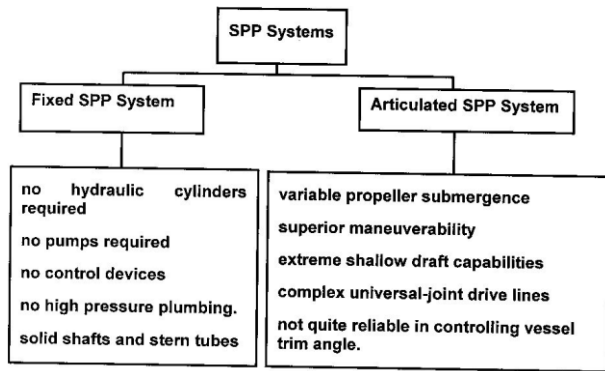 SPP Systems
Fixed SPP System
Articulated SPP System
no hydraulic cylinders
required
no pumps required
no control devices
no high pressure plumbing.
solid shafts and stern tubes
variable propeller submergence
superior maneuverability
extreme shallow draft capabilities
complex universal-joint drive lines
not quite reliable in controlling vessel
trim angle.